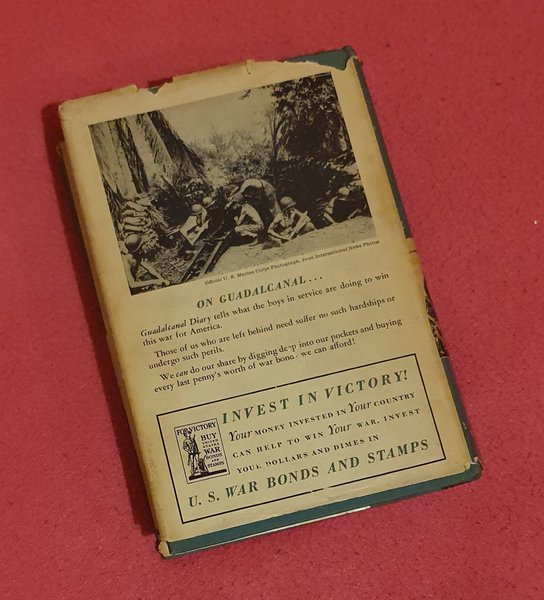 Official U. S. Marine Corps Photograph, from International News Photos
ON GUADALCANAL...
Guadalcanal Diary tells what the boys in service are doing to win
this war for America.
Those of us who are left behind need suffer no such hardships or
undergo such perils.
We can do our share by digging deep into our pockets and buying
every last penny's worth of war bonds we can afford!
INVEST IN VICTORY!
Your MONEY INVESTED IN Your COUNTRY
CAN HELP TO WIN Your WAR. INVEST
YOUR DOLLARS AND DIMES IN
U. S. WAR BONDS AND STAMPS
FOR VICTORY
BUY
UNITED
STATES
WAR
BONDS
AND
STAMPS